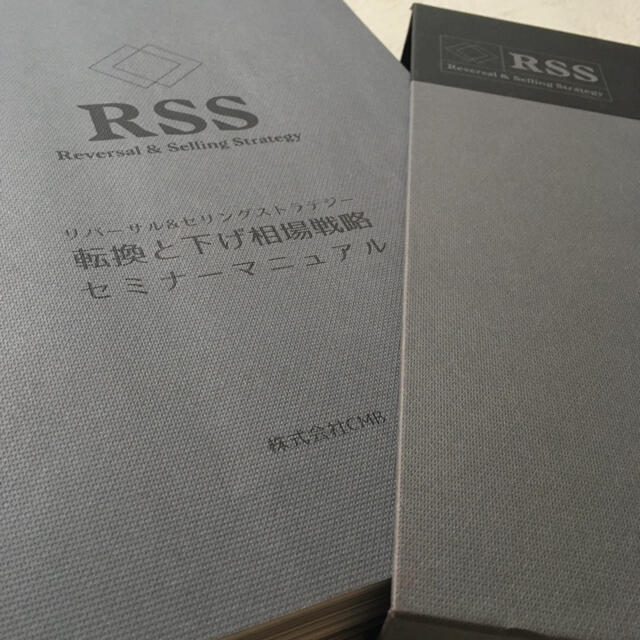 RSS
Reversal & Selling Strategy
リバーサル&セリングストラテジー
転換と下げ相場戦略
セミナーマニュアル
株式会社CMB
RSS
Reversal & Selling Strategy